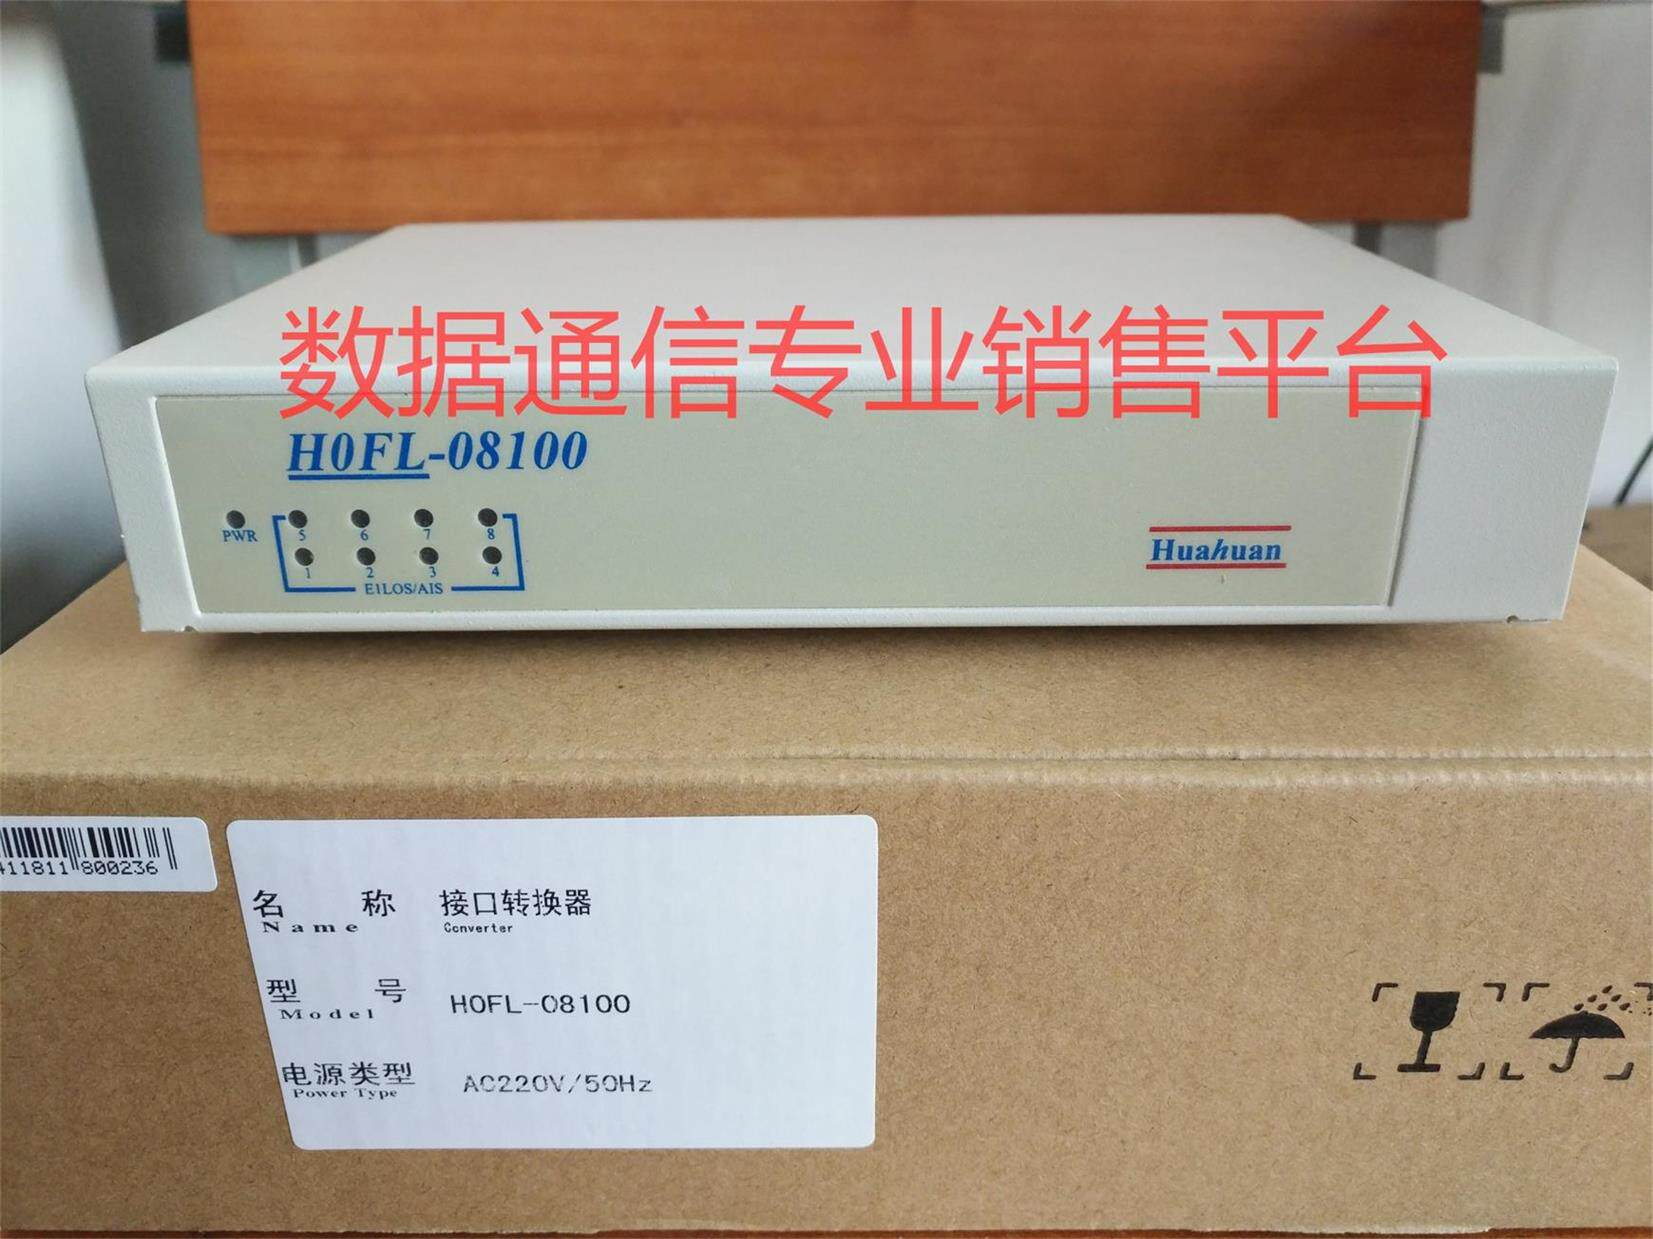 数据通信专业销售平台
H0FL-08100
PWR
5 6 7 8
1 2 3 4
E1LOS/AIS
Huahuan
11811 800236
名 称 接口转换器
Name Converter
型 号 H0FL-08100
Model
电源类型 AC220V/50Hz
Power Type